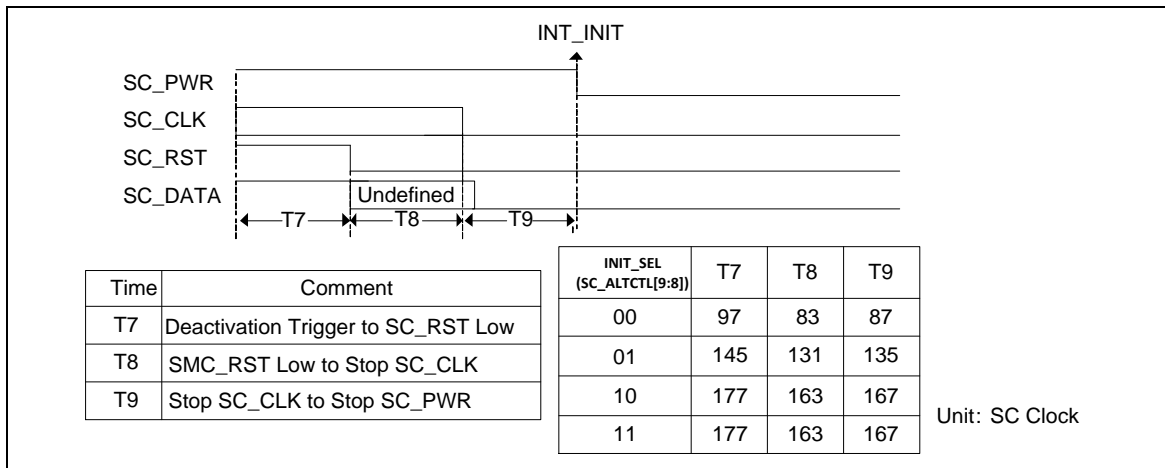 INT_INIT
SC_PWR
SC_CLK
SC_RST
SC_DATA Undefined
T7 T8 T9
Time Comment
T7 Deactivation Trigger to SC_RST Low
T8 SMC_RST Low to Stop SC_CLK
T9 Stop SC_CLK to Stop SC_PWR
INIT_SEL
(SC_ALTCTL[9:8]) T7 T8 T9
00 97 83 87
01 145 131 135
10 177 163 167
11 177 163 167
Unit: SC Clock